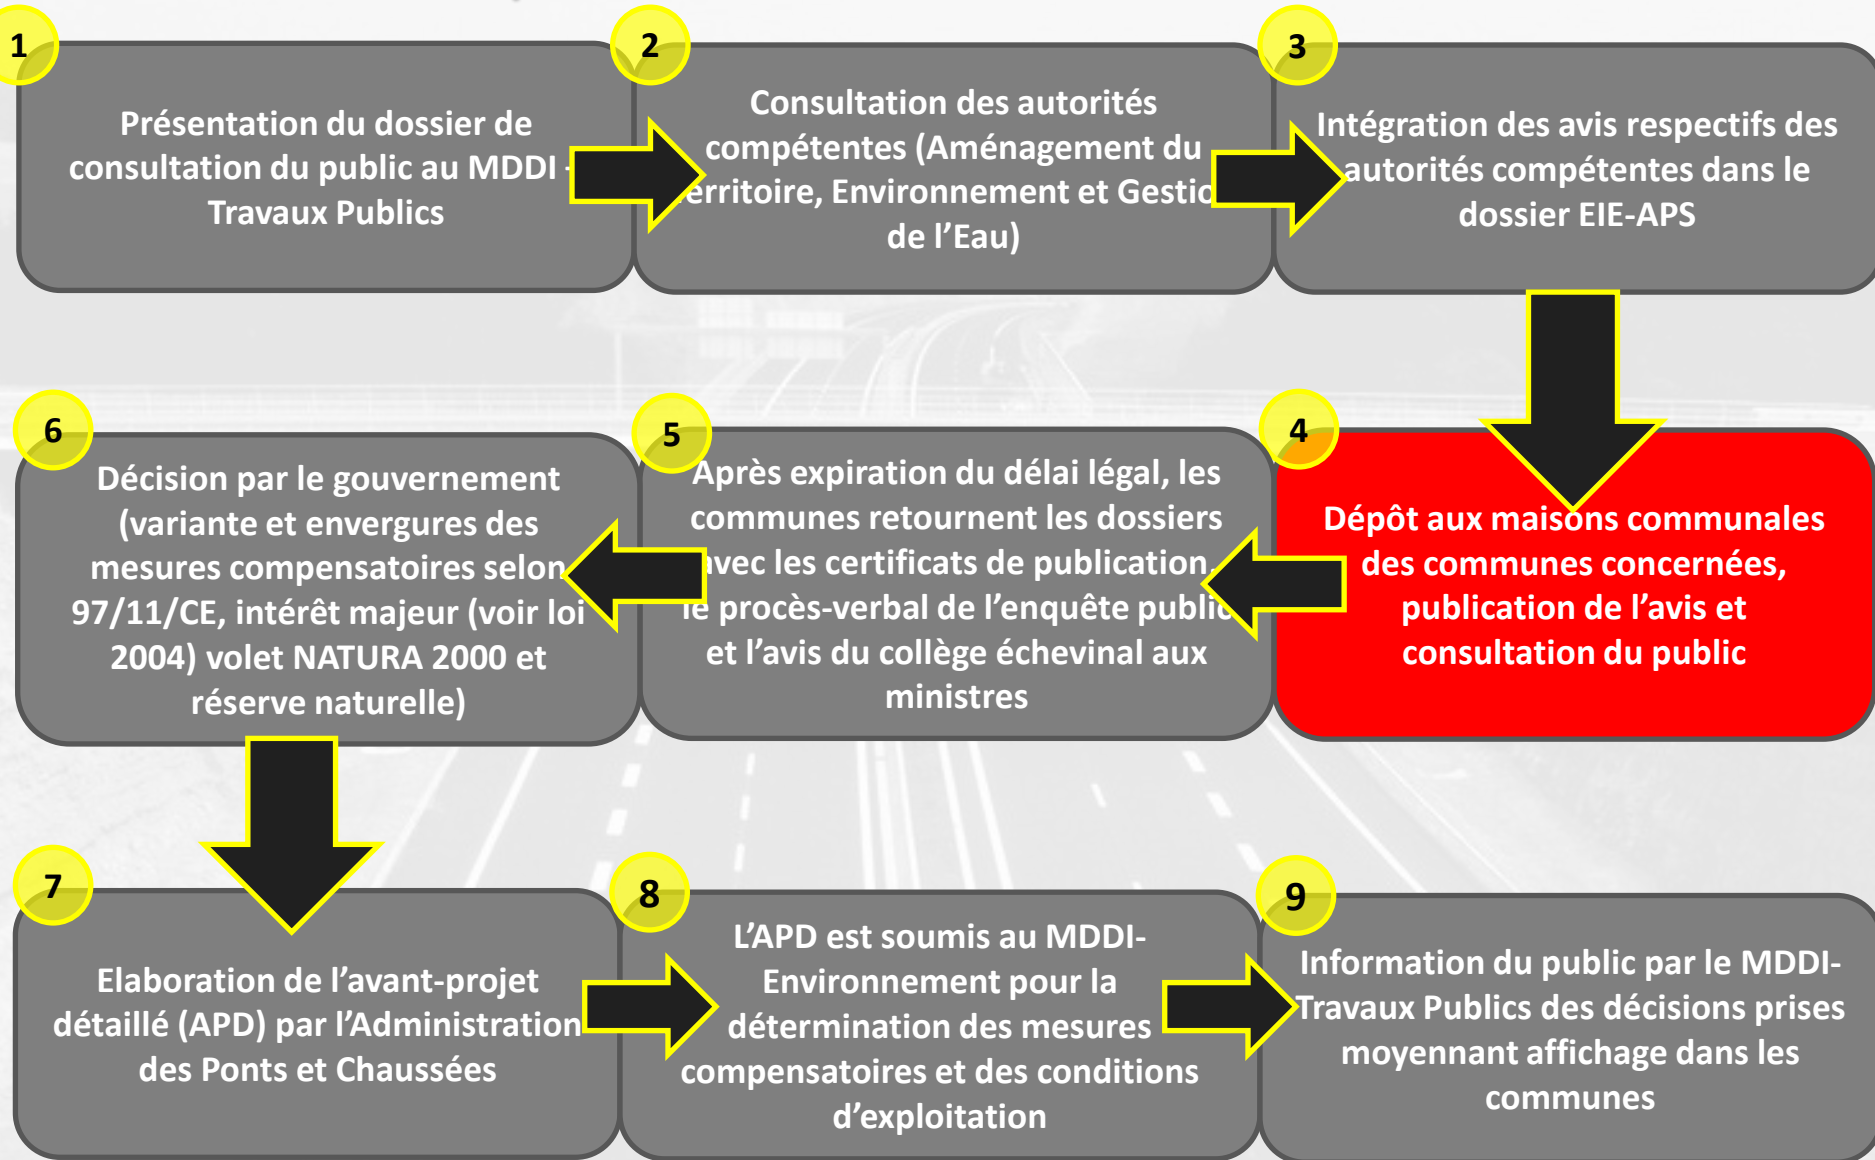 1
Présentation du dossier de
consultation du public au MDDI -
Travaux Publics
2
Consultation des autorités
compétentes (Aménagement du
erritoire, Environnement et Gestio
de l’Eau)
3
Intégration des avis respectifs des
autorités compétentes dans le
dossier EIE-APS
4
Dépôt aux maisons communales
des communes concernées,
publication de l’avis et
consultation du public
5
Après expiration du délai légal, les
communes retournent les dossiers
avec les certificats de publication,
le procès-verbal de l’enquête public
et l’avis du collège échevinal aux
ministres
6
Décision par le gouvernement
(variante et envergures des
mesures compensatoires selon
97/11/CE, intérêt majeur (voir loi
2004) volet NATURA 2000 et
réserve naturelle)
7
Elaboration de l’avant-projet
détaillé (APD) par l’Administration
des Ponts et Chaussées
8
L’APD est soumis au MDDI-
Environnement pour la
détermination des mesures
compensatoires et des conditions
d’exploitation
9
Information du public par le MDDI-
Travaux Publics des décisions prises
moyennant affichage dans les
communes